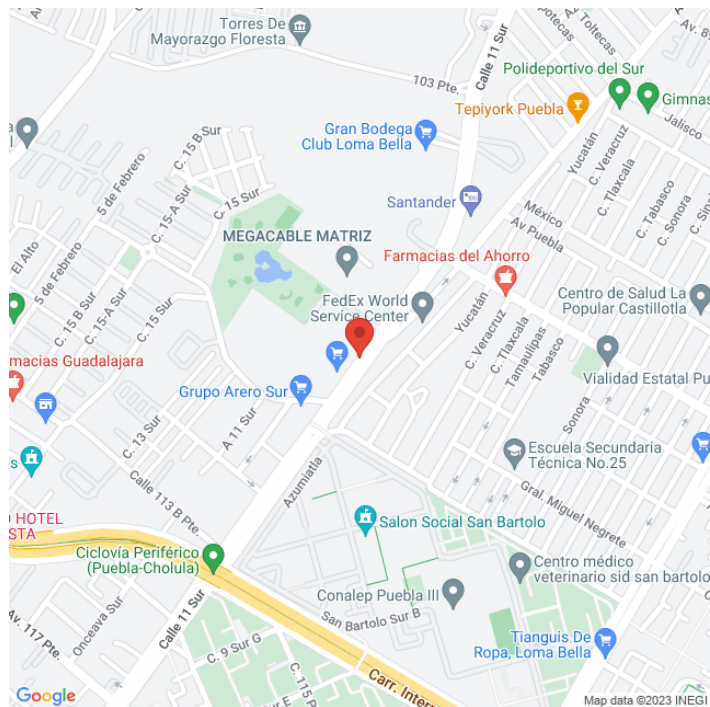 Torres De
Mayorazgo Floresta
103 Pte.
Calle 11 Sur
Av Toltecas
Polideportivo del Sur
Gimnas
Tepiyork Puebla
Jalisco
Gran Bodega
Club Loma Bella
C. 15 B Sur
5 de Febrero
C. 15-A Sur
C. 15 Sur
Santander
Yucatán
C. Veracruz
C. Tlaxcala
C. Tabasco
C. Sonora
México
Av Puebla
El Alto
MEGACABLE MATRIZ
Farmacias del Ahorro
5 de Febrero
C. 15 B Sur
C. 15-A Sur
C. 15 Sur
FedEx World
Service Center
Centro de Salud La
Popular Castillotla
Yucatán
C. Veracruz
C. Tlaxcala
Tamaulipas
Tabasco
rmacias Guadalajara
Vialidad Estatal Pu
Grupo Arero Sur
A 11 Sur
C. 13 Sur
Sonora
Escuela Secundaria
Técnica No.25
Azumiatla
Calle 113 B Pte.
Gral. Miguel Negrete
HOTEL
STA
Salon Social San Bartolo
Ciclovía Periférico
(Puebla-Cholula)
Centro médico
veterinario sid san bartolo
Conalep Puebla III
San Bartolo Sur B
Onceava Sur
Av. 117 Pte.
Calle 11 Sur
C. 9 Sur G
C. 115 P
Carr. Intern
Tianguis De
Ropa, Loma Bella
Google
Map data ©2023 INEGI